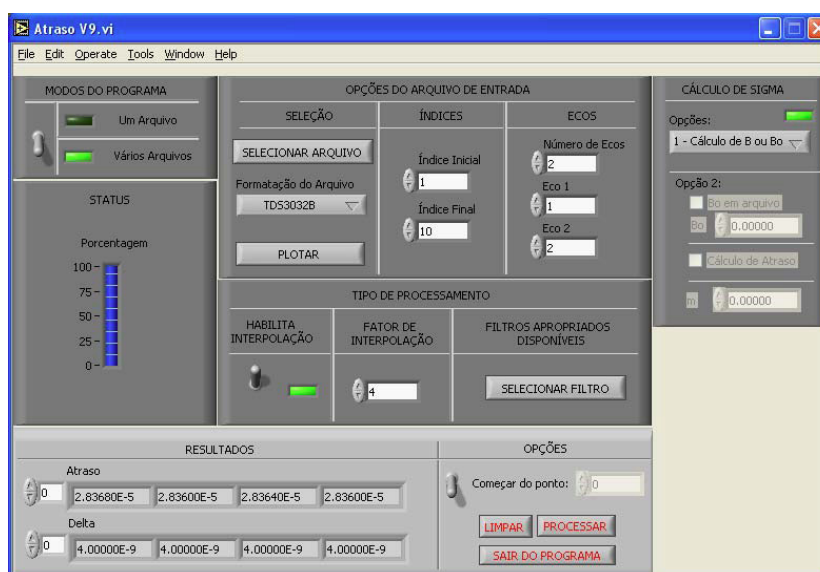 Atraso V9.vi
File Edit Operate Tools Window Help
MODOS DO PROGRAMA
Um Arquivo
Vários Arquivos
STATUS
Porcentagem
100
75
50
25
0
OPÇÕES DO ARQUIVO DE ENTRADA
SELEÇÃO
SELECIONAR ARQUIVO
Formatação do Arquivo
TDS3032B
PLOTAR
ÍNDICES
Índice Inicial
1
Índice Final
10
ECOS
Número de Ecos
2
Eco 1
1
Eco 2
2
TIPO DE PROCESSAMENTO
HABILITA
INTERPOLAÇÃO
FATOR DE
INTERPOLAÇÃO
4
FILTROS APROPRIADOS
DISPONÍVEIS
SELECIONAR FILTRO
CÁLCULO DE SIGMA
Opções:
1 - Cálculo de B ou Bo
Opção 2:
Bo em arquivo
Bo 0.00000
Cálculo de Atraso
m 0.00000
RESULTADOS
Atraso
0 2.83680E-5 2.83600E-5 2.83640E-5 2.83600E-5
Delta
0 4.00000E-9 4.00000E-9 4.00000E-9 4.00000E-9
OPÇÕES
Começar do ponto: 0
LIMPAR PROCESSAR
SAIR DO PROGRAMA